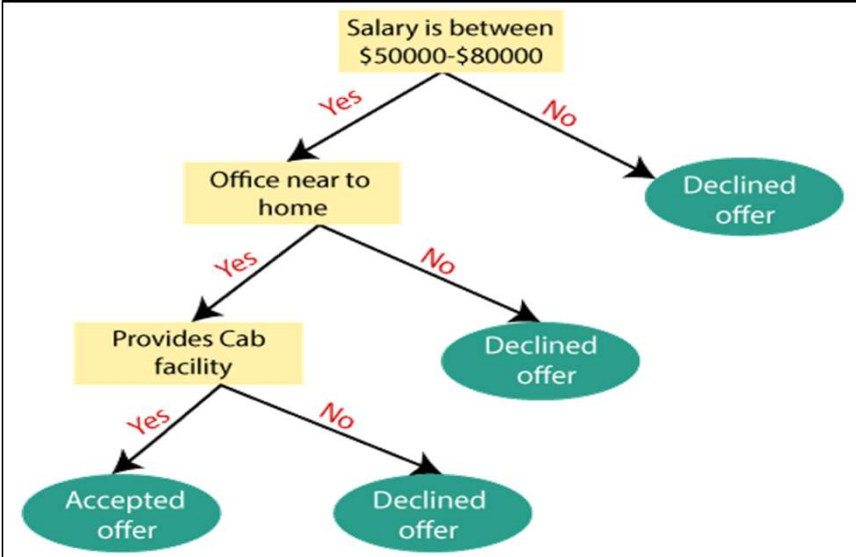 Salary is between
$50000-$80000
Yes
No
Office near to
home
Declined
offer
Yes
No
Provides Cab
facility
Declined
offer
Yes
No
Accepted
offer
Declined
offer